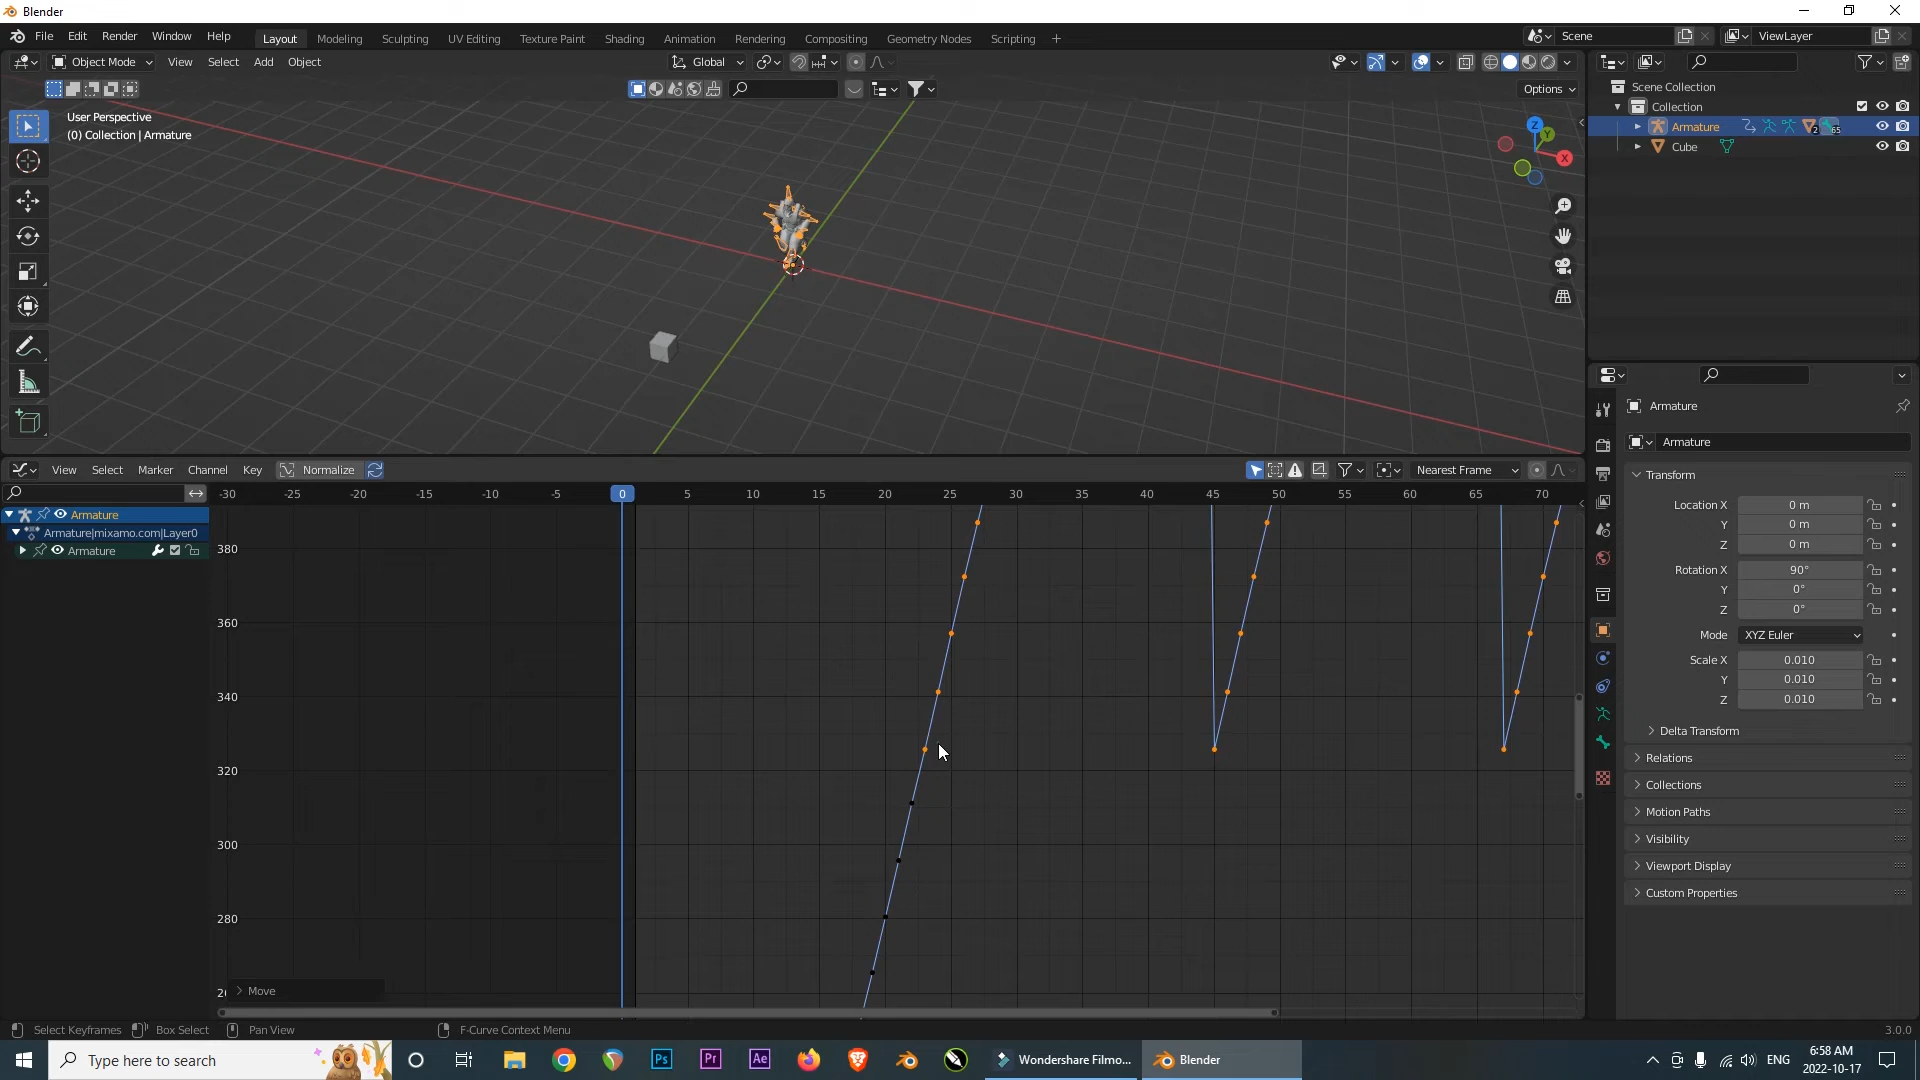 Blender
File Edit Render Window Help Layout Modeling Sculpting UV Editing Texture Paint Shading Animation Rendering Compositing Geometry Nodes Scripting + Scene ViewLayer
Object Mode View Select Add Object Global
Options
User Perspective
(0) Collection | Armature
Z
Y
X
Scene Collection
Collection
Armature 2 65
Cube
Armature
Armature
Transform
Location X 0 m
Y 0 m
Z 0 m
Rotation X 90°
Y 0°
Z 0°
Mode XYZ Euler
Scale X 0.010
Y 0.010
Z 0.010
Delta Transform
Relations
Collections
Motion Paths
Visibility
Viewport Display
Custom Properties
View Select Marker Channel Key Normalize Nearest Frame
-30 -25 -20 -15 -10 -5 0 5 10 15 20 25 30 35 40 45 50 55 60 65 70
Armature
Armature|mixamo.com|Layer0
Armature
380
360
340
320
300
280
Move
Select Keyframes Box Select Pan View F-Curve Context Menu 3.0.0
Type here to search Ps Pr Ae Wondershare Filmo... Blender ENG 6:58 AM
2022-10-17